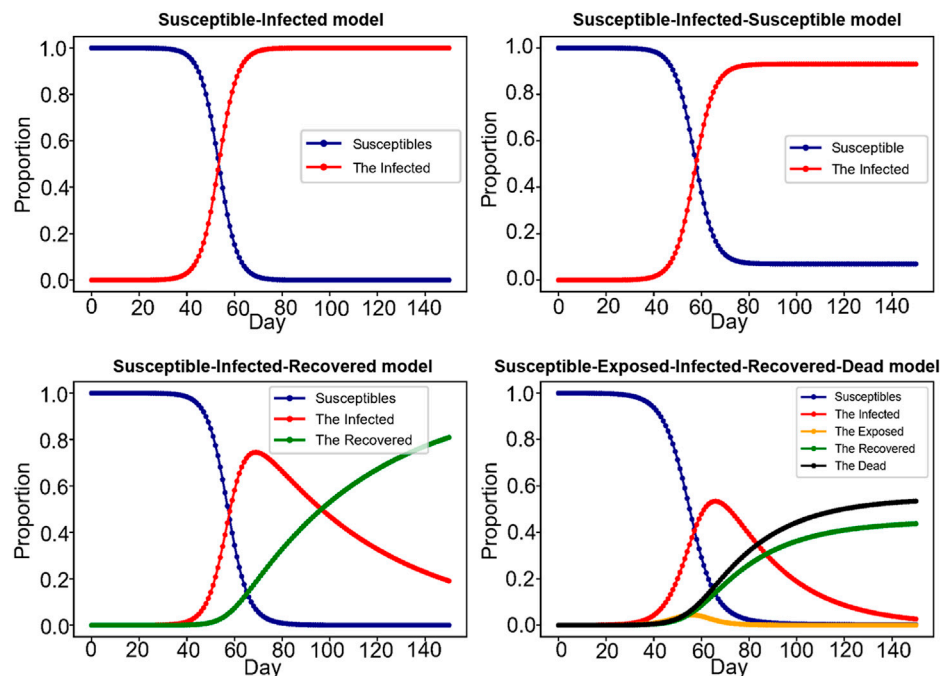 Susceptible-Infected model
1.0
0.8
0.6
0.4
0.2
0.0
Proportion
Susceptibles
The Infected
0 20 40 60 80 100 120 140
Day
Susceptible-Infected-Susceptible model
1.0
0.8
0.6
0.4
0.2
0.0
Proportion
Susceptible
The Infected
0 20 40 60 80 100 120 140
Day
Susceptible-Infected-Recovered model
1.0
0.8
0.6
0.4
0.2
0.0
Proportion
Susceptibles
The Infected
The Recovered
0 20 40 60 80 100 120 140
Day
Susceptible-Exposed-Infected-Recovered-Dead model
1.0
0.8
0.6
0.4
0.2
0.0
Proportion
Susceptibles
The Infected
The Exposed
The Recovered
The Dead
0 20 40 60 80 100 120 140
Day